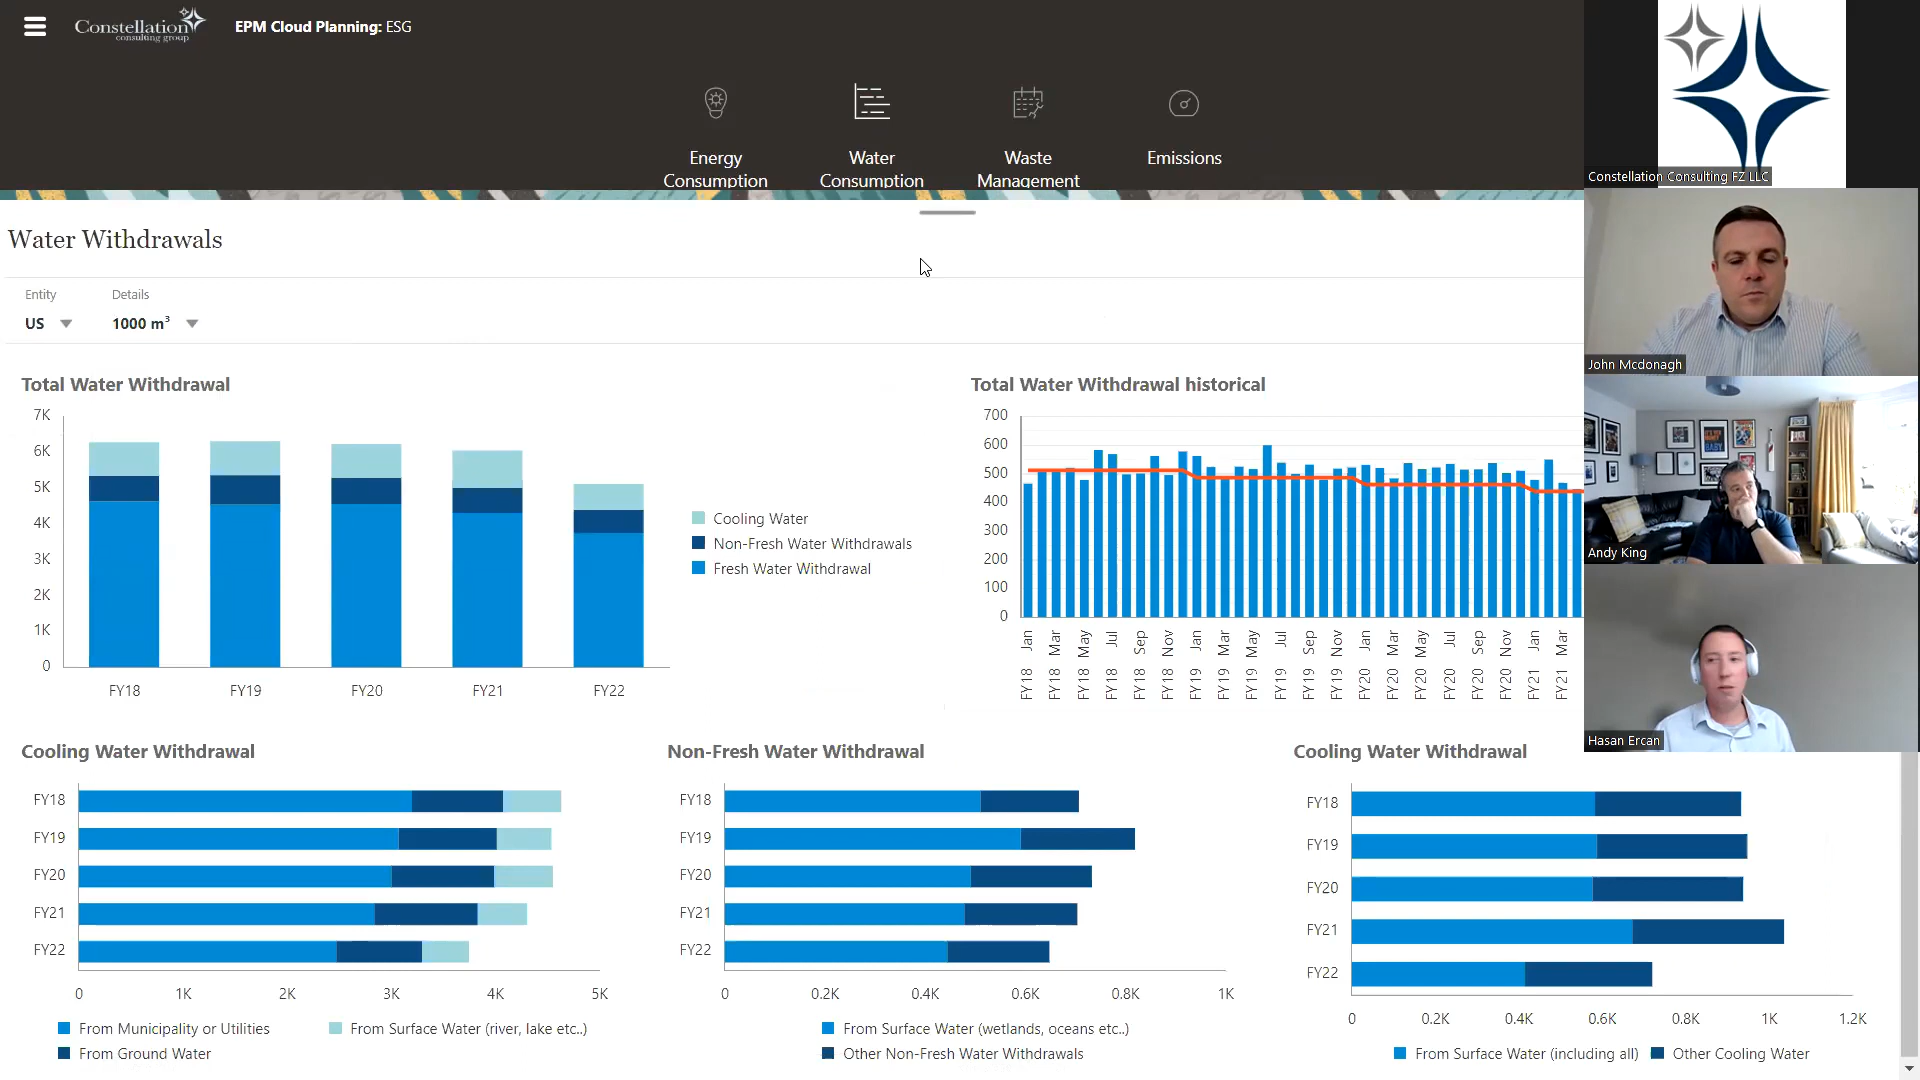 Constellation
consulting group
EPM Cloud Planning: ESG
Energy
Consumption
Water
Consumption
Waste
Management
Emissions
Constellation Consulting FZ LLC
John Mcdonagh
Andy King
Hasan Ercan
Water Withdrawals
Entity
US
Details
1000 m³
Total Water Withdrawal
7K
6K
5K
4K
3K
2K
1K
0
FY18 FY19 FY20 FY21 FY22
Cooling Water
Non-Fresh Water Withdrawals
Fresh Water Withdrawal
Total Water Withdrawal historical
700
600
500
400
300
200
100
0
Jan Mar May Jul Sep Nov Jan Mar May Jul Sep Nov Jan Mar May Jul Sep Nov Jan Mar
FY18 FY18 FY18 FY18 FY18 FY18 FY19 FY19 FY19 FY19 FY19 FY19 FY20 FY20 FY20 FY20 FY20 FY20 FY21 FY21
Cooling Water Withdrawal
FY18
FY19
FY20
FY21
FY22
0 1K 2K 3K 4K 5K
From Municipality or Utilities
From Surface Water (river, lake etc..)
From Ground Water
Non-Fresh Water Withdrawal
FY18
FY19
FY20
FY21
FY22
0 0.2K 0.4K 0.6K 0.8K 1K
From Surface Water (wetlands, oceans etc..)
Other Non-Fresh Water Withdrawals
Cooling Water Withdrawal
FY18
FY19
FY20
FY21
FY22
0 0.2K 0.4K 0.6K 0.8K 1K 1.2K
From Surface Water (including all)
Other Cooling Water